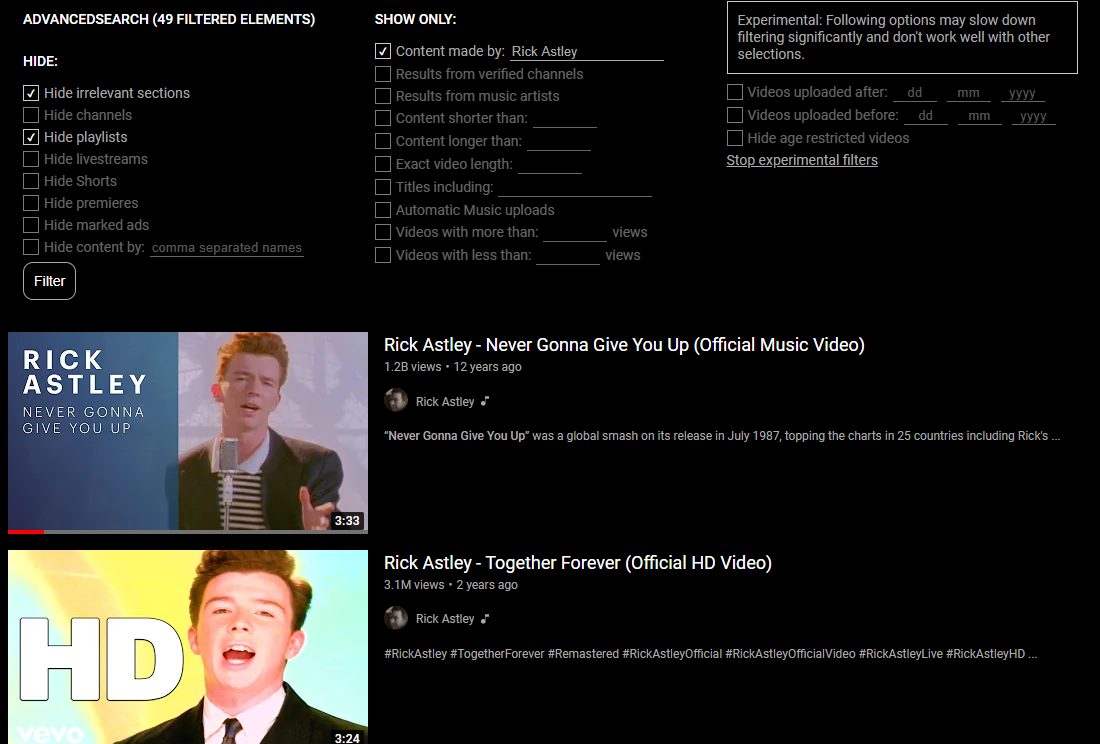 ADVANCEDSEARCH (49 FILTERED ELEMENTS)
HIDE:
Hide irrelevant sections
Hide channels
Hide playlists
Hide livestreams
Hide Shorts
Hide premieres
Hide marked ads
Hide content by: comma separated names
Filter
SHOW ONLY:
Content made by: Rick Astley
Results from verified channels
Results from music artists
Content shorter than:
Content longer than:
Exact video length:
Titles including:
Automatic Music uploads
Videos with more than: views
Videos with less than: views
Experimental: Following options may slow down
filtering significantly and don't work well with other
selections.
Videos uploaded after: dd mm yyyy
Videos uploaded before: dd mm yyyy
Hide age restricted videos
Stop experimental filters
RICK
ASTLEY
NEVER GONNA
GIVE YOU UP
3:33
Rick Astley - Never Gonna Give You Up (Official Music Video)
1.2B views • 12 years ago
Rick Astley
“Never Gonna Give You Up” was a global smash on its release in July 1987, topping the charts in 25 countries including Rick's ...
HD
vevo
3:24
Rick Astley - Together Forever (Official HD Video)
3.1M views • 2 years ago
Rick Astley
#RickAstley #TogetherForever #Remastered #RickAstleyOfficial #RickAstleyOfficialVideo #RickAstleyLive #RickAstleyHD ...